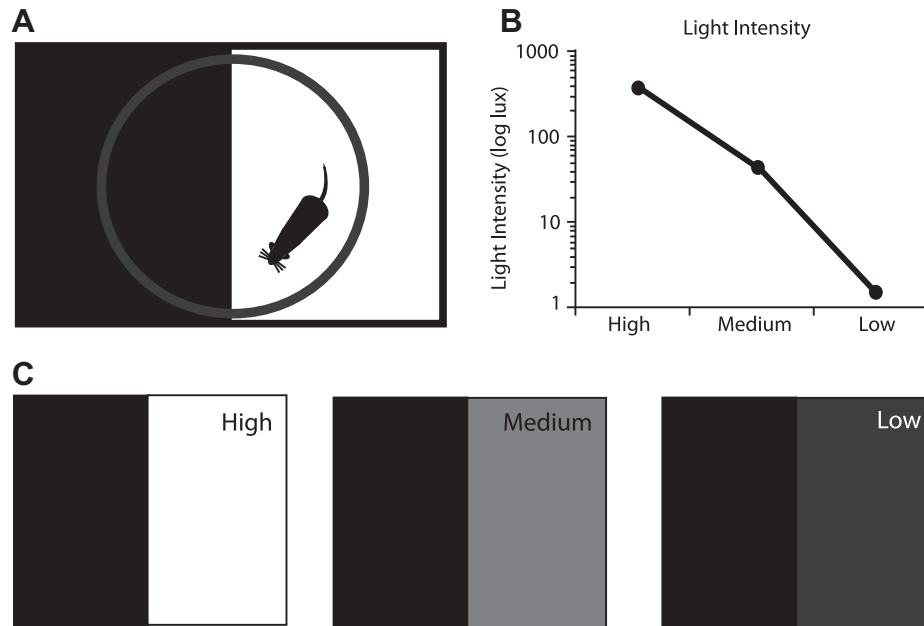 A
B
Light Intensity
Light Intensity (log lux)
1000
100
10
1
High
Medium
Low
C
High
Medium
Low